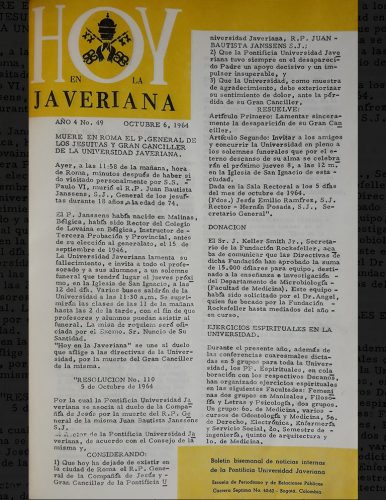 HOY
EN LA
JAVERIANA
AÑO 4 No. 49 OCTUBRE 6, 1964
MUERE EN ROMA EL P. GENERAL DE
LOS JESUITAS Y GRAN CANCILLER
DE LA UNIVERSIDAD JAVERIANA.
Ayer, a las 11:58 de la mañana, hora
de Roma, minutos después de haber si
do visitado personalmente por S.S.
Paulo VI, murió el R.P. Juan Bautista
Janssens, S.J., General de los jesuí-
tas durante 18 años, a la edad de 74.
El P. Janssens había nacido en Malinas,
Bélgica, había sido Rector del Colegio
de Lovaina en Bélgica, Instructor de
Tercera Probación y Provincial, antes
de su elección al generalato, el 15 de
septiembre de 1946.
La Universidad Javeriana lamenta su
fallecimiento, e invita a todo el profe-
sorado y a sus alumnos, a un solemne
funeral que tendrá lugar el jueves próxi
mo, en la Iglesia de San Ignacio, a las
12 del día. Varios buses saldrán de la
Universidad a las 11:30 a.m. Se supri-
mirán las clases de las 11 de la mañana
hasta las 2 de la tarde, con el fin de que
profesores y alumnos puedan asistir al
funeral. La misa de requiem será ofi-
ciada por el Excmo. Sr. Nuncio de Su
Santidad.
"Hoy en la Javeriana" se une al duelo
que aflige a las directivas de la Univer-
sidad, por la muerte del Gran Canciller
de la misma.
"RESOLUCION No. 110
5 de Octubre de 1964
Por la cual la Pontificia Universidad Ja
veriana se asocia al duelo de la Compa-
ñía de Jesús por la muerte del R.P. Ge
neral de la misma Juan Bautista Janssens
S.J.
Universidad Ja
veriana, de acuerdo con el Consejo de la
misma y,
CONSIDERANDO:
1) Que hoy ha dejado de existir en
la ciudad de Roma el R.P. Gene-
ral de la Compañía de Jesús y
Gran Canciller de la Pontificia U
niversidad Javeriana, R.P. JUAN
BAUTISTA JANSSENS S.J.;
2) Que la Pontificia Universidad Jave
riana tuvo siempre en el desapareci-
do Padre un apoyo decisivo y un im-
pulsor insuperable, y
3) Que la Universidad, como muestra
de agradecimiento, debe exteriorizar
su sentimiento de dolor, ante la pérdi-
da de su Gran Canciller.
RESUELVE:
Artículo Primero: Lamentar sincera-
mente la desaparición de su Gran Can
ciller.
Artículo Segundo: Invitar a los amigos
y concurrir la Universidad en pleno a
los solemnes funerales que por el e-
terno descanso de su alma se celebra-
rán el próximo jueves 8, a las 12 m.
en la Iglesia de San Ignacio de esta
ciudad.
Dada en la Sala Rectoral a los 5 días
del mes de octubre de 1964.
(Fdos.) Jesús Emilio Ramírez, S.J.
Rector - Hernán Posada, S.J., Se-
cretario General".
DONACION
El Sr. J. Keller Smith Jr., Secreta-
rio de la Fundación Rockefeller, aca
ba de comunicar que las Directivas de
dicha Fundación han aprobado la suma
de 15.000 dólares para equipo, desti-
nado a la enseñanza e investigación
del Departamento de Microbiología
(Facultad de Medicina). Este equipo
había sido solicitado por el Dr. Angel,
quien fue becado por la Fundación
Rockefeller hasta mediados del año
en curso.
EJERCICIOS ESPIRITUALES EN LA
UNIVERSIDAD.
Durante el presente año, además de
las conferencias cuaresmales dicta-
das en 5 grupos para toda la Univer-
sidad, los PP. Espirituales, en cola
boración con los respectivos Decanos,
han organizado ejercicios espirituales
en las siguientes Facultades: Femeni-
nas dos grupos en Manizales, Filoso-
fía y Letras y Psicología, dos grupos,
Un grupo 6o. de Medicina, varios
cursos de Odontología y Medicina, 5o.
de Derecho, Electrónica, Enfermería
y Servicio Social, 2o. Semestre de I
ngeniería, quinto de arquitectura y
1o. de Medicina.
Boletín bisemanal de noticias internas
de la Pontificia Universidad Javeriana
Escuela de Periodismo y de Relaciones Públicas
Carrera Séptima No. 40-62 - Bogotá. Colombia